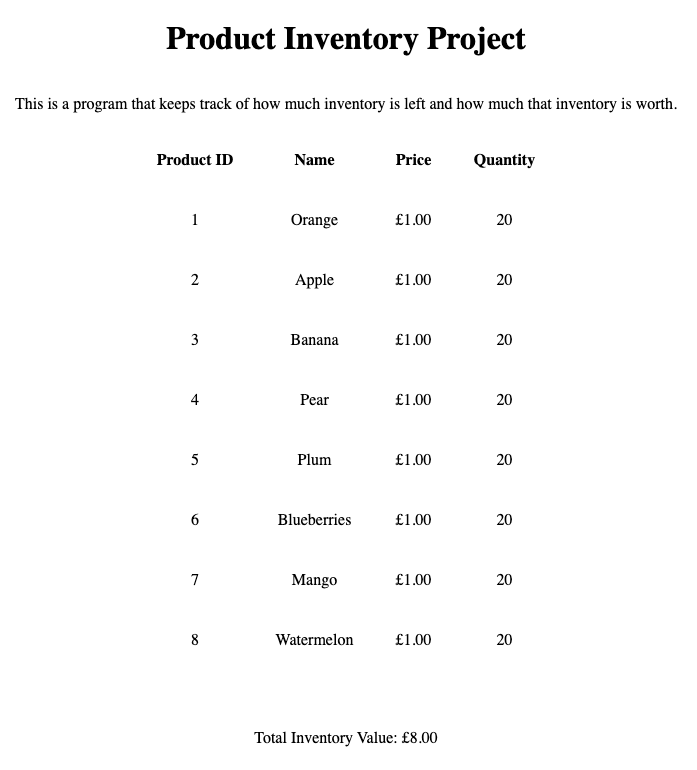 Product Inventory Project
This is a program that keeps track of how much inventory is left and how much that inventory is worth.
Product ID Name Price Quantity
1 Orange £1.00 20
2 Apple £1.00 20
3 Banana £1.00 20
4 Pear £1.00 20
5 Plum £1.00 20
6 Blueberries £1.00 20
7 Mango £1.00 20
8 Watermelon £1.00 20
Total Inventory Value: £8.00